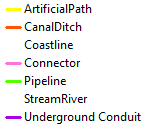 ArtificialPath
CanalDitch
Coastline
Connector
Pipeline
StreamRiver
Underground Conduit